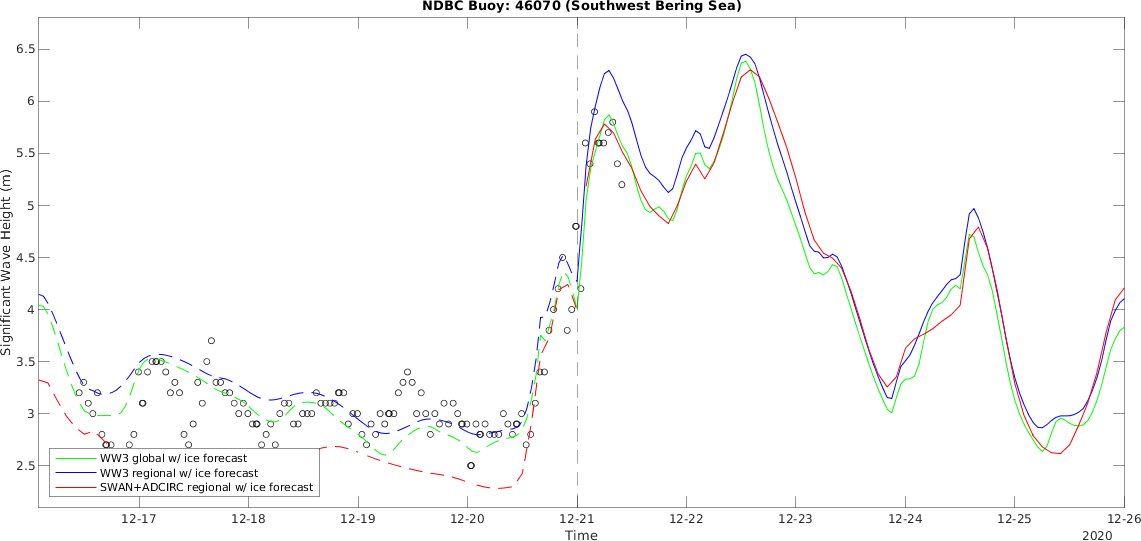 NDBC Buoy: 46070 (Southwest Bering Sea)
Significant Wave Height (m)
6.5
6
5.5
5
4.5
4
3.5
3
2.5
WW3 global w/ ice forecast
WW3 regional w/ ice forecast
SWAN+ADCIRC regional w/ ice forecast
12-17 12-18 12-19 12-20 12-21 12-22 12-23 12-24 12-25 12-26
Time
2020